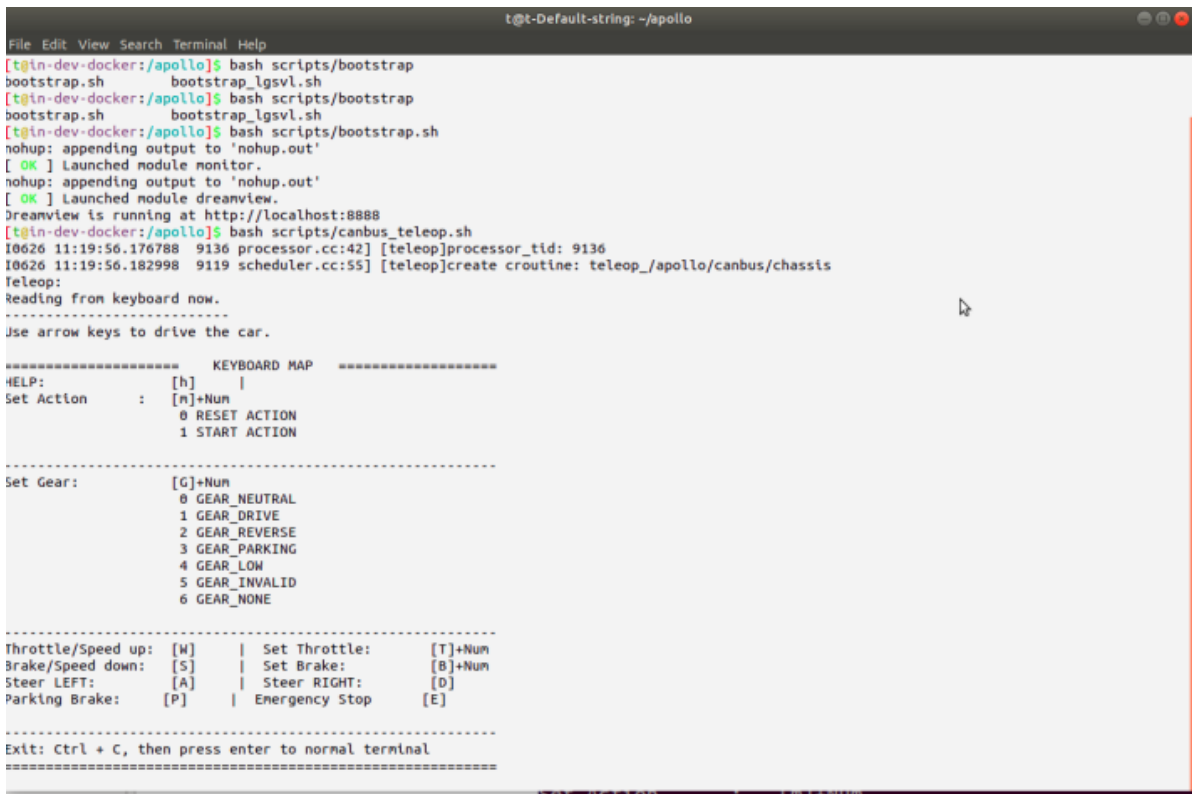 t@t-Default-string: ~/apollo
File Edit View Search Terminal Help
[t@in-dev-docker:/apollo]$ bash scripts/bootstrap
bootstrap.sh        bootstrap_lgsvl.sh
[t@in-dev-docker:/apollo]$ bash scripts/bootstrap
bootstrap.sh        bootstrap_lgsvl.sh
[t@in-dev-docker:/apollo]$ bash scripts/bootstrap.sh
nohup: appending output to 'nohup.out'
[ OK ] Launched module monitor.
nohup: appending output to 'nohup.out'
[ OK ] Launched module dreamview.
Dreamview is running at http://localhost:8888
[t@in-dev-docker:/apollo]$ bash scripts/canbus_teleop.sh
I0626 11:19:56.176788  9136 processor.cc:42] [teleop]processor_tid: 9136
I0626 11:19:56.182998  9119 scheduler.cc:55] [teleop]create croutine: teleop_/apollo/canbus/chassis
Teleop:
Reading from keyboard now.
---------------------------
Use arrow keys to drive the car.
=====================    KEYBOARD MAP   ===================
HELP:               [h]     |
Set Action      :   [m]+Num
                     0 RESET ACTION
                     1 START ACTION
-----------------------------------------------------------
Set Gear:           [G]+Num
                     0 GEAR_NEUTRAL
                     1 GEAR_DRIVE
                     2 GEAR_REVERSE
                     3 GEAR_PARKING
                     4 GEAR_LOW
                     5 GEAR_INVALID
                     6 GEAR_NONE
-----------------------------------------------------------
Throttle/Speed up:  [W]     |  Set Throttle:       [T]+Num
Brake/Speed down:   [S]     |  Set Brake:          [B]+Num
Steer LEFT:         [A]     |  Steer RIGHT:        [D]
Parking Brake:     [P]     |  Emergency Stop      [E]
-----------------------------------------------------------
Exit: Ctrl + C, then press enter to normal terminal
===========================================================